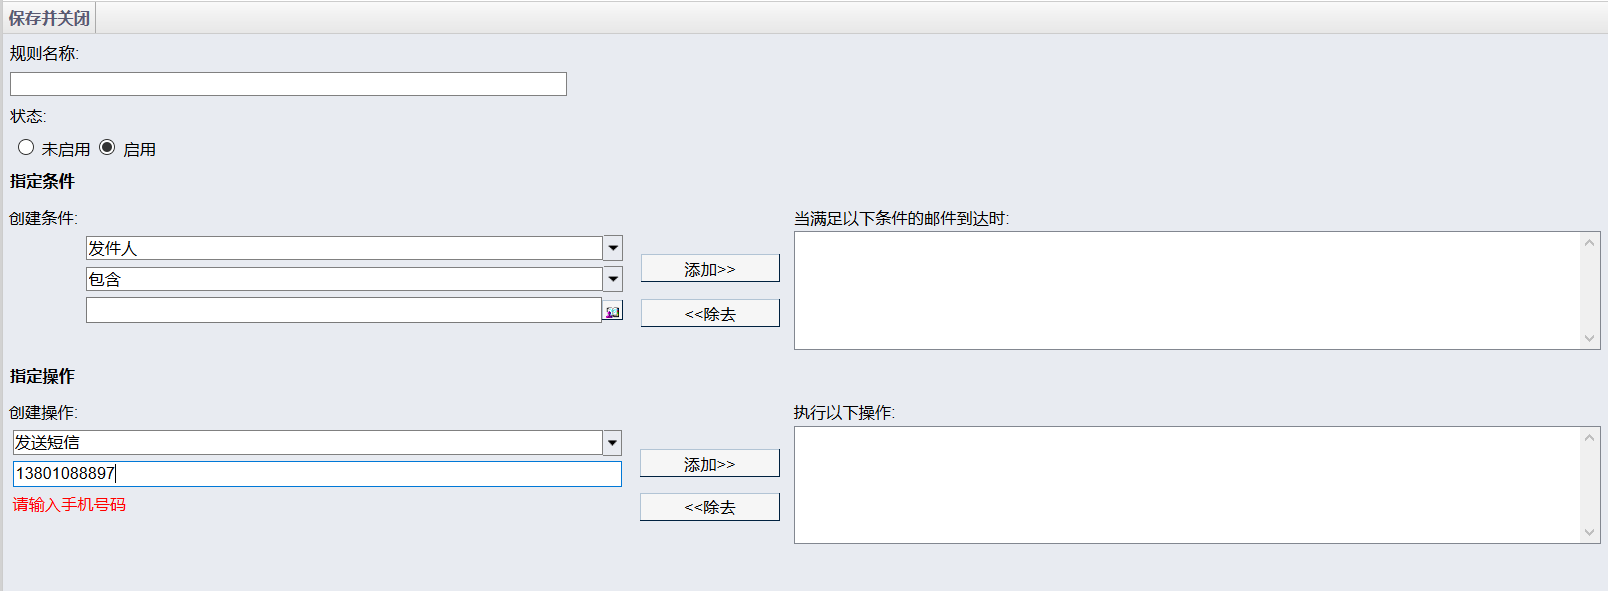 保存并关闭
规则名称:
状态:
未启用 启用
指定条件
创建条件:
当满足以下条件的邮件到达时:
发件人
包含
添加>>
<<除去
指定操作
创建操作:
执行以下操作:
发送短信
13801088897
请输入手机号码
添加>>
<<除去